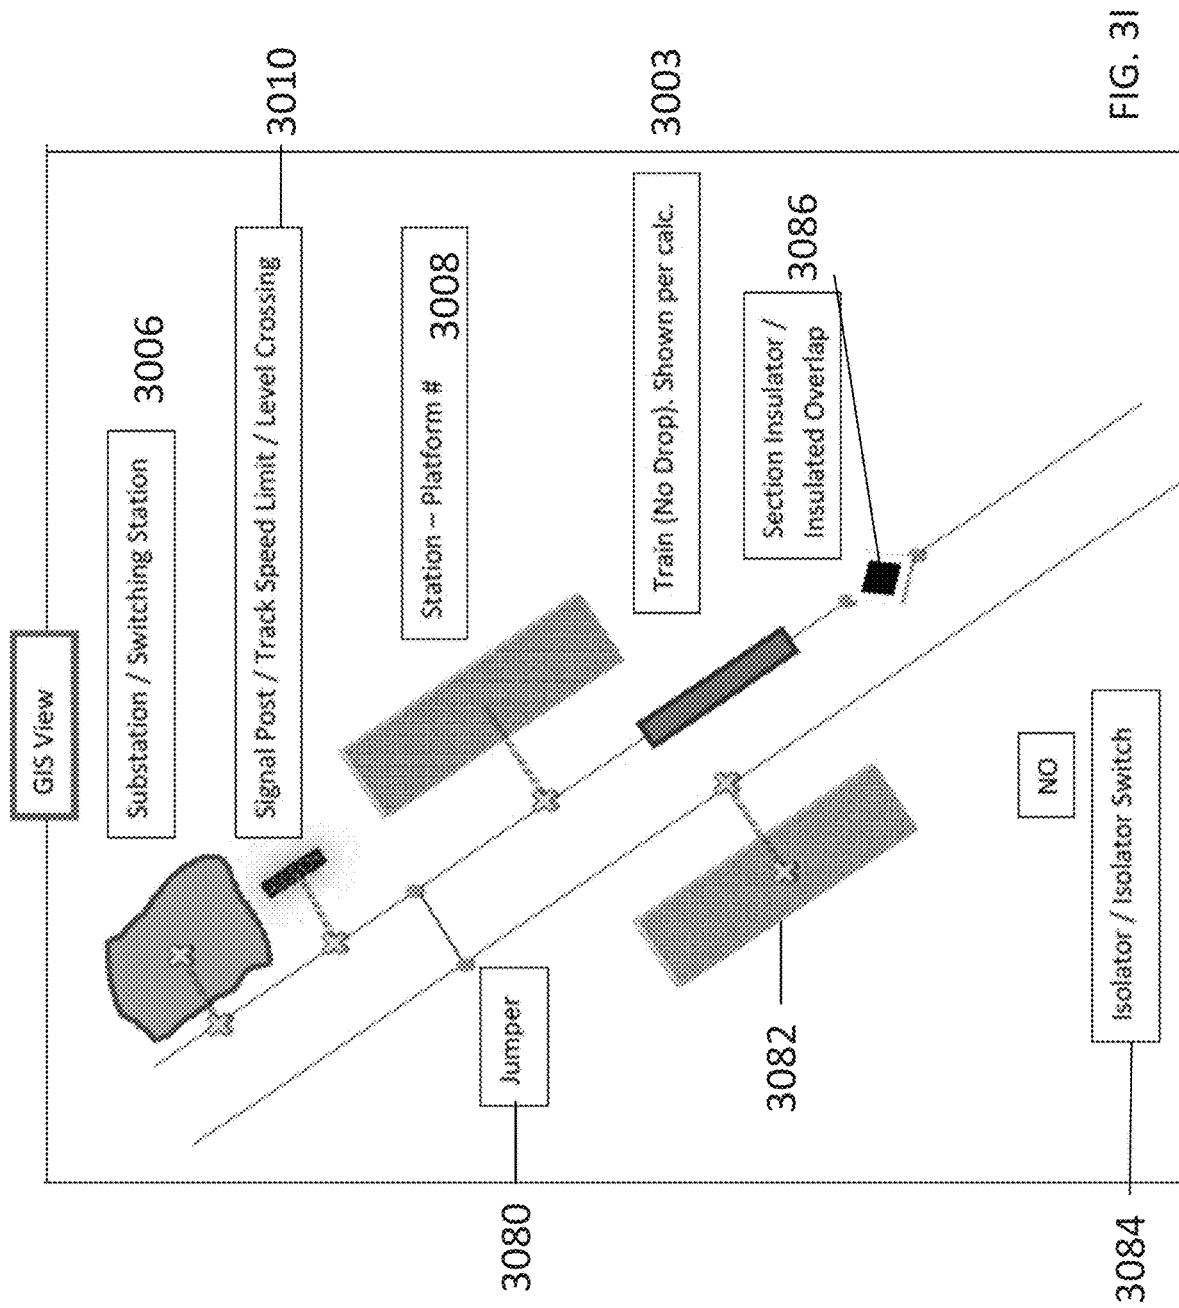 GIS View
Substation / Switching Station
3006
Signal Post / Track Speed Limit / Level Crossing
3010
Station – Platform #
3008
Train (No Drop). Shown per calc.
3003
Section Insulator /
Insulated Overlap
3086
3080
Jumper
3082
NO
3084
Isolator / Isolator Switch
FIG. 3I